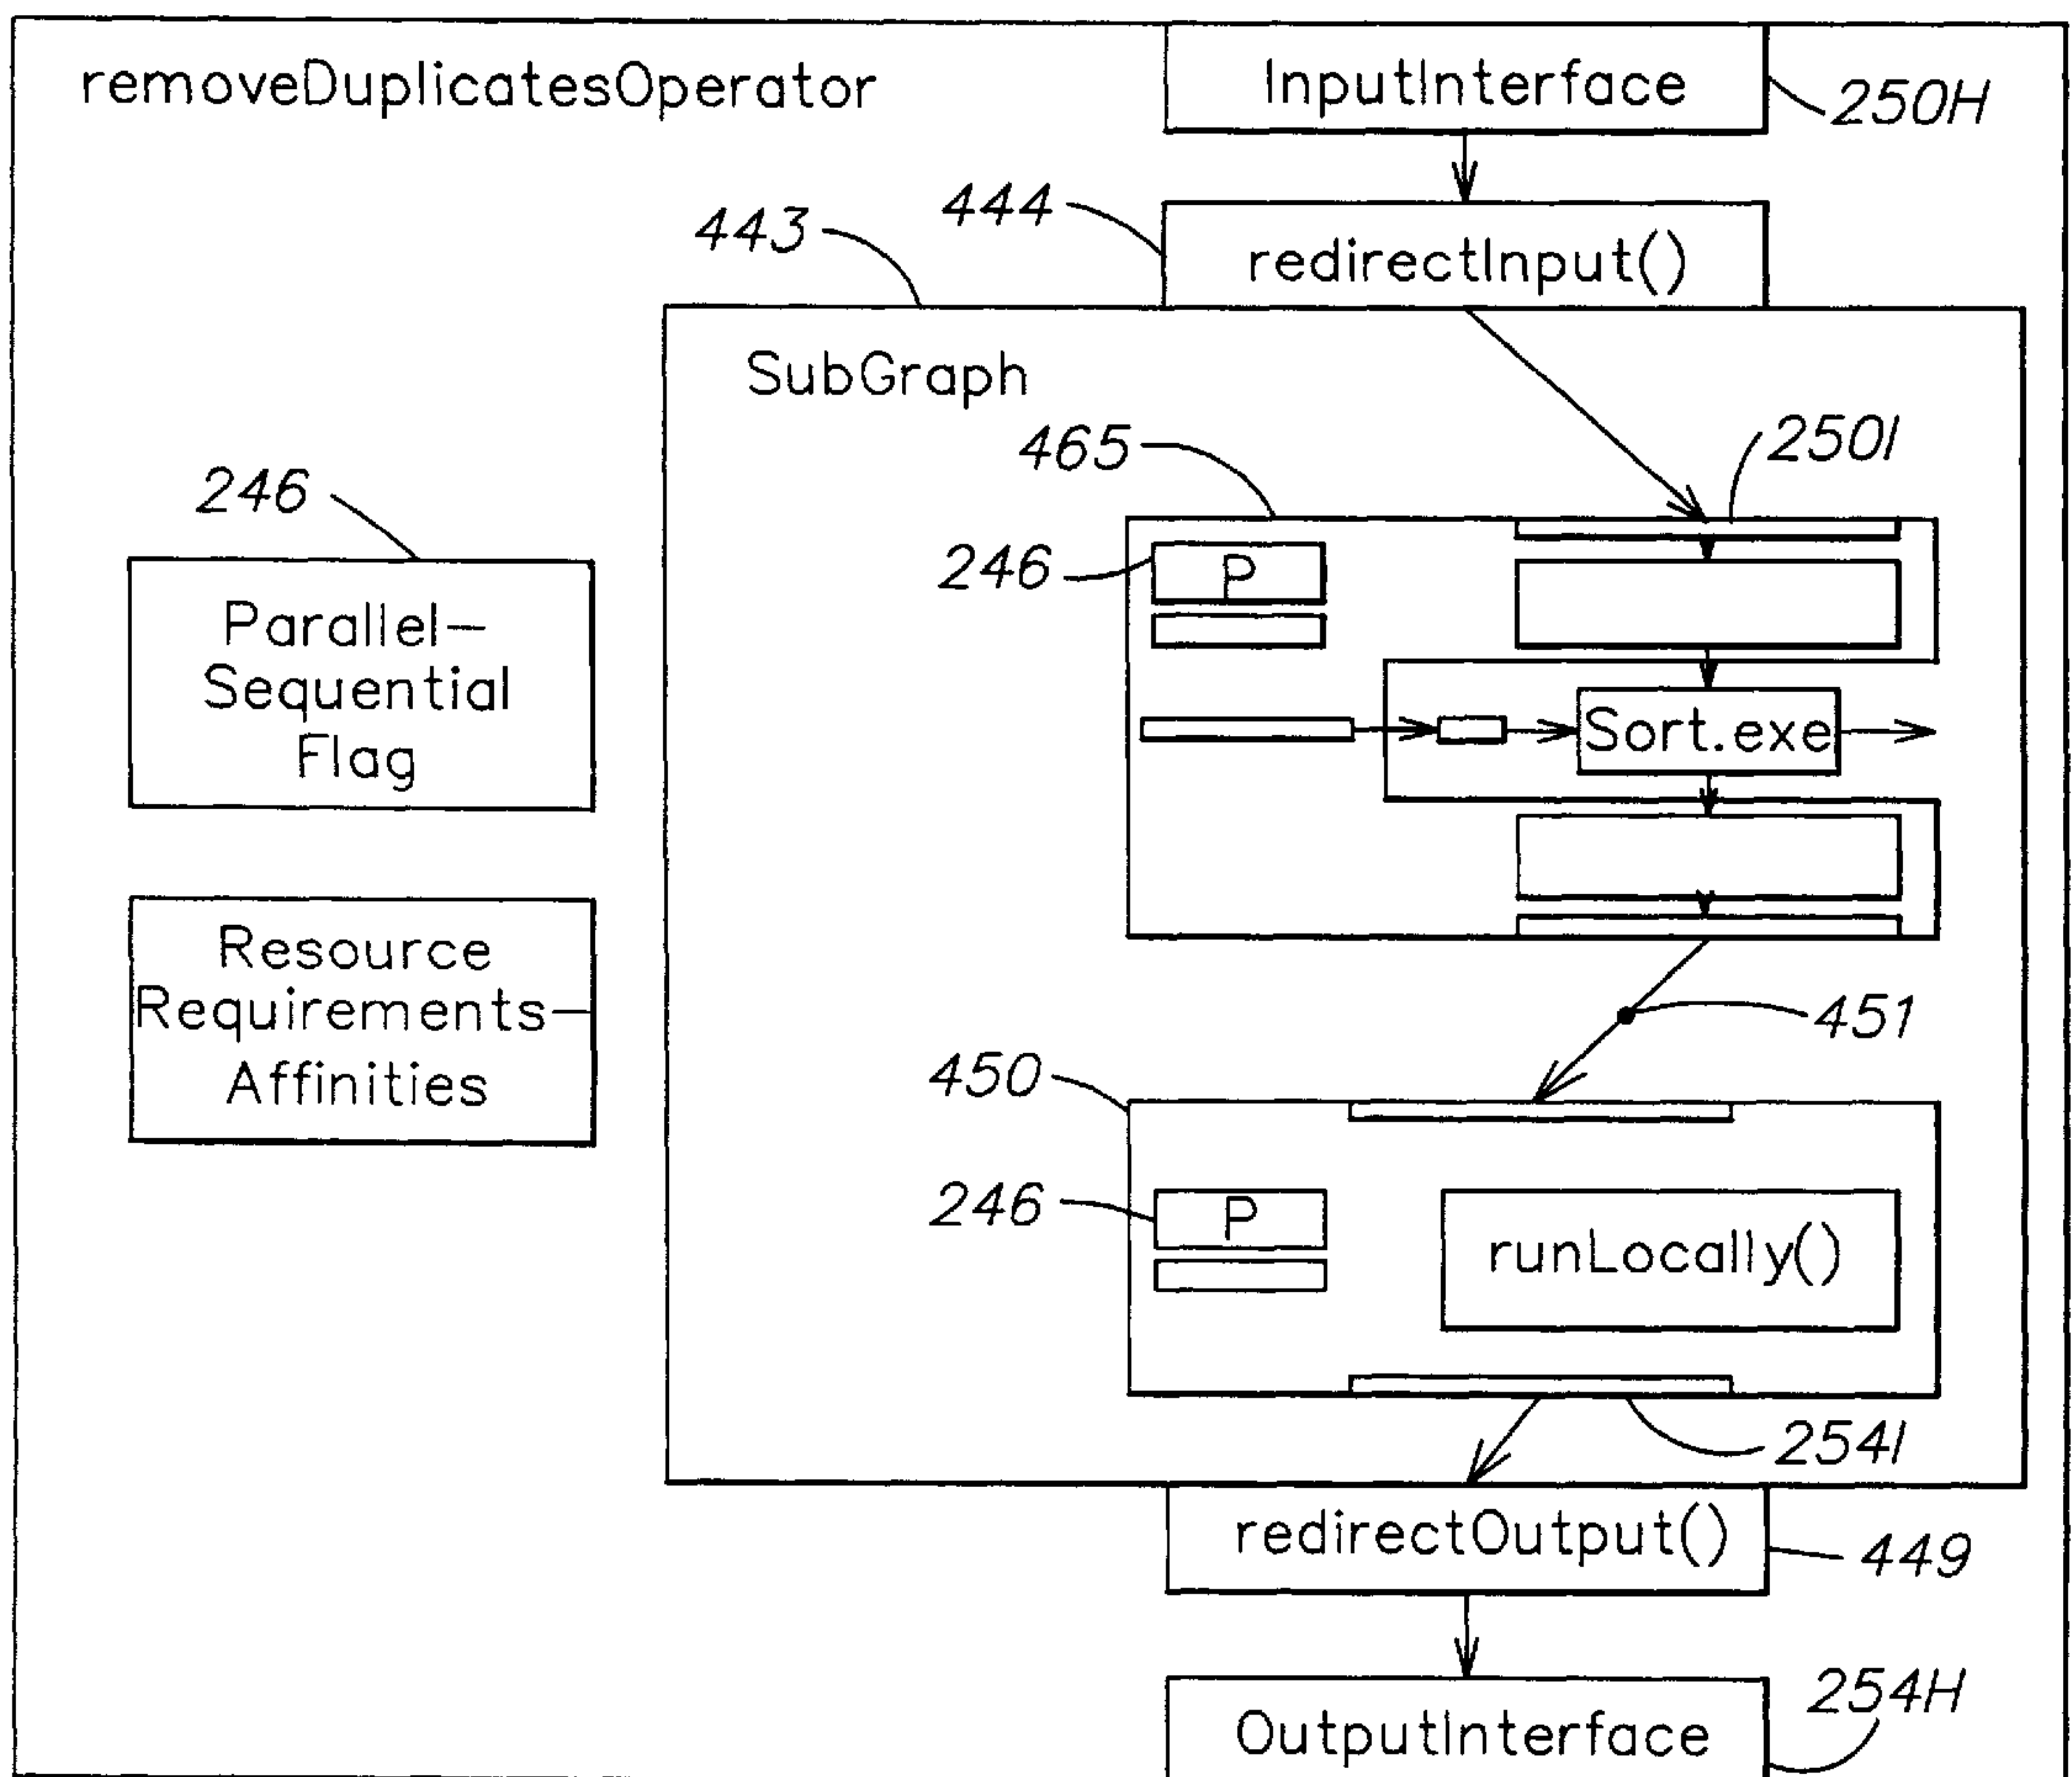 removeDuplicatesOperator
InputInterface
250H
444
redirectInput()
443
SubGraph
465
250I
246
Parallel-
Sequential
Flag
246
P
Sort.exe
Resource
Requirements-
Affinities
451
450
246
P
runLocally()
254I
redirectOutput()
449
254H
OutputInterface